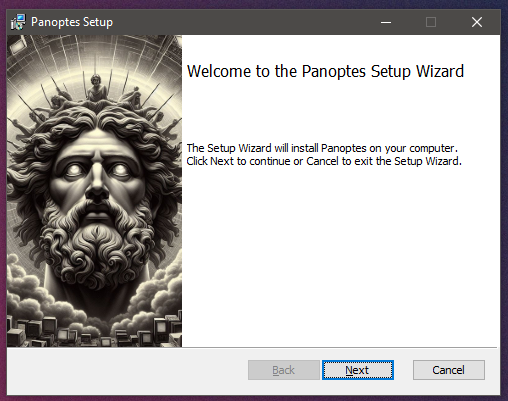 Panoptes Setup
Welcome to the Panoptes Setup Wizard
The Setup Wizard will install Panoptes on your computer.
Click Next to continue or Cancel to exit the Setup Wizard.
Back
Next
Cancel